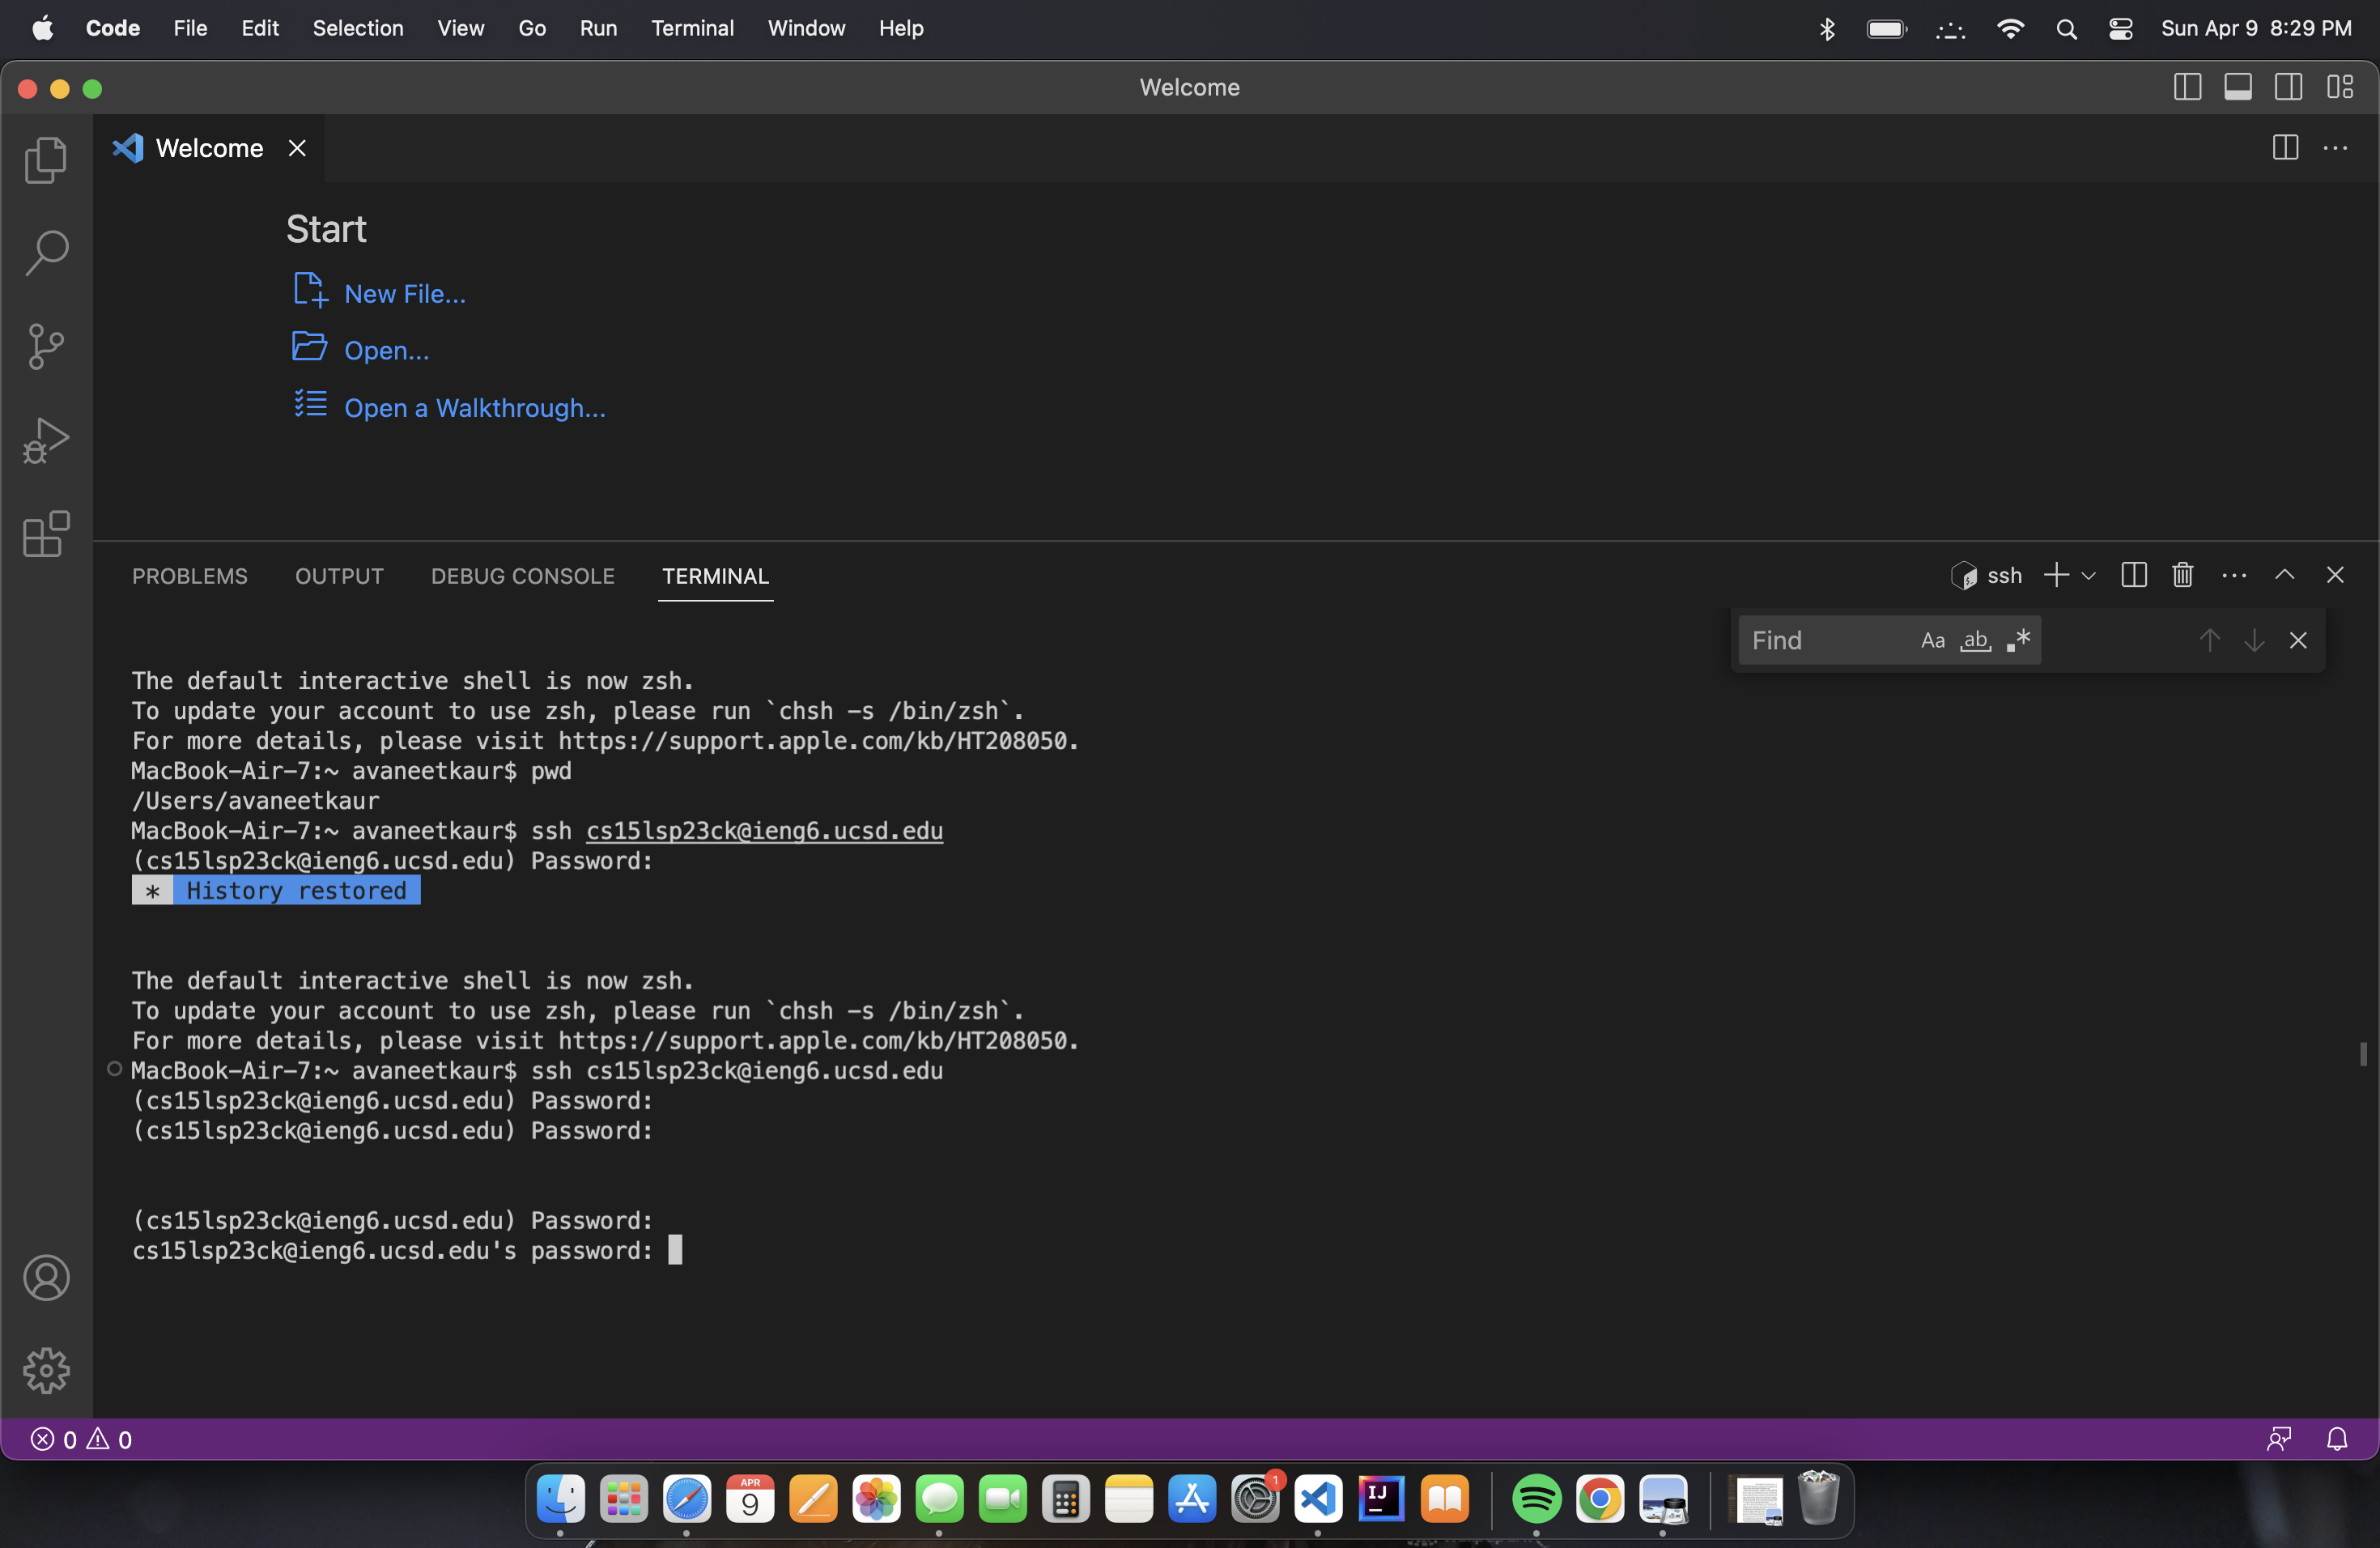 Code File Edit Selection View Go Run Terminal Window Help Sun Apr 9 8:29 PM
Welcome
Welcome
Start
New File...
Open...
Open a Walkthrough...
PROBLEMS OUTPUT DEBUG CONSOLE TERMINAL ssh
Find Aa ab
The default interactive shell is now zsh.
To update your account to use zsh, please run `chsh -s /bin/zsh`.
For more details, please visit https://support.apple.com/kb/HT208050.
MacBook-Air-7:~ avaneetkaur$ pwd
/Users/avaneetkaur
MacBook-Air-7:~ avaneetkaur$ ssh cs15lsp23ck@ieng6.ucsd.edu
(cs15lsp23ck@ieng6.ucsd.edu) Password:
* History restored
The default interactive shell is now zsh.
To update your account to use zsh, please run `chsh -s /bin/zsh`.
For more details, please visit https://support.apple.com/kb/HT208050.
MacBook-Air-7:~ avaneetkaur$ ssh cs15lsp23ck@ieng6.ucsd.edu
(cs15lsp23ck@ieng6.ucsd.edu) Password:
(cs15lsp23ck@ieng6.ucsd.edu) Password:
(cs15lsp23ck@ieng6.ucsd.edu) Password:
cs15lsp23ck@ieng6.ucsd.edu's password:
0 0
APR
9
1
IJ